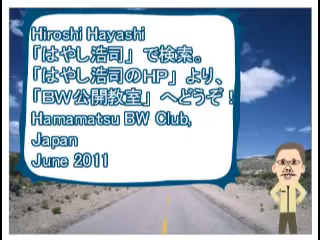 Hiroshi Hayashi
「はやし浩司」で検索。
「はやし浩司のHP」より、
「BW公開教室」へどうぞ!
Hamamatsu BW Club,
Japan
June 2011